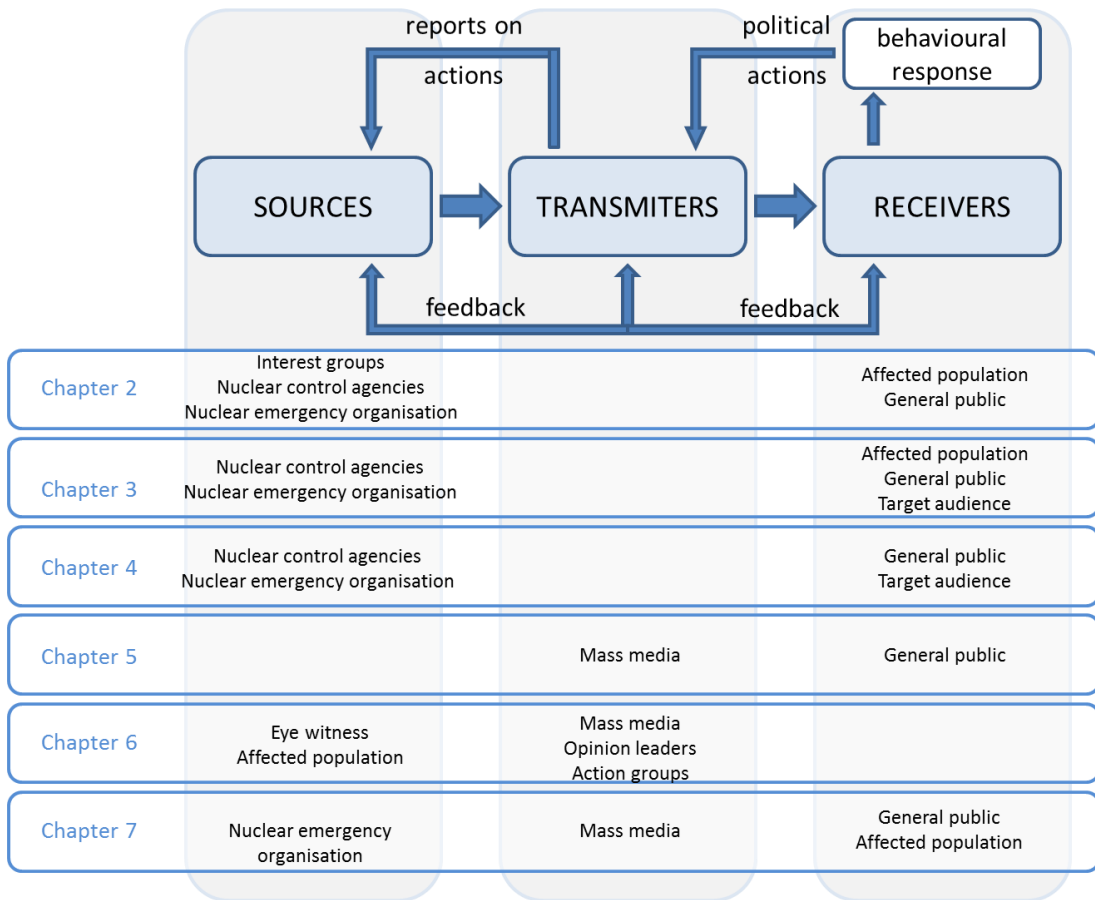 reports on
actions
political
actions
behavioural
response
SOURCES
TRANSMITERS
RECEIVERS
feedback
feedback
Chapter 2
Interest groups
Nuclear control agencies
Nuclear emergency organisation
Affected population
General public
Chapter 3
Nuclear control agencies
Nuclear emergency organisation
Affected population
General public
Target audience
Chapter 4
Nuclear control agencies
Nuclear emergency organisation
General public
Target audience
Chapter 5
Mass media
General public
Chapter 6
Eye witness
Affected population
Mass media
Opinion leaders
Action groups
Chapter 7
Nuclear emergency
organisation
Mass media
General public
Affected population